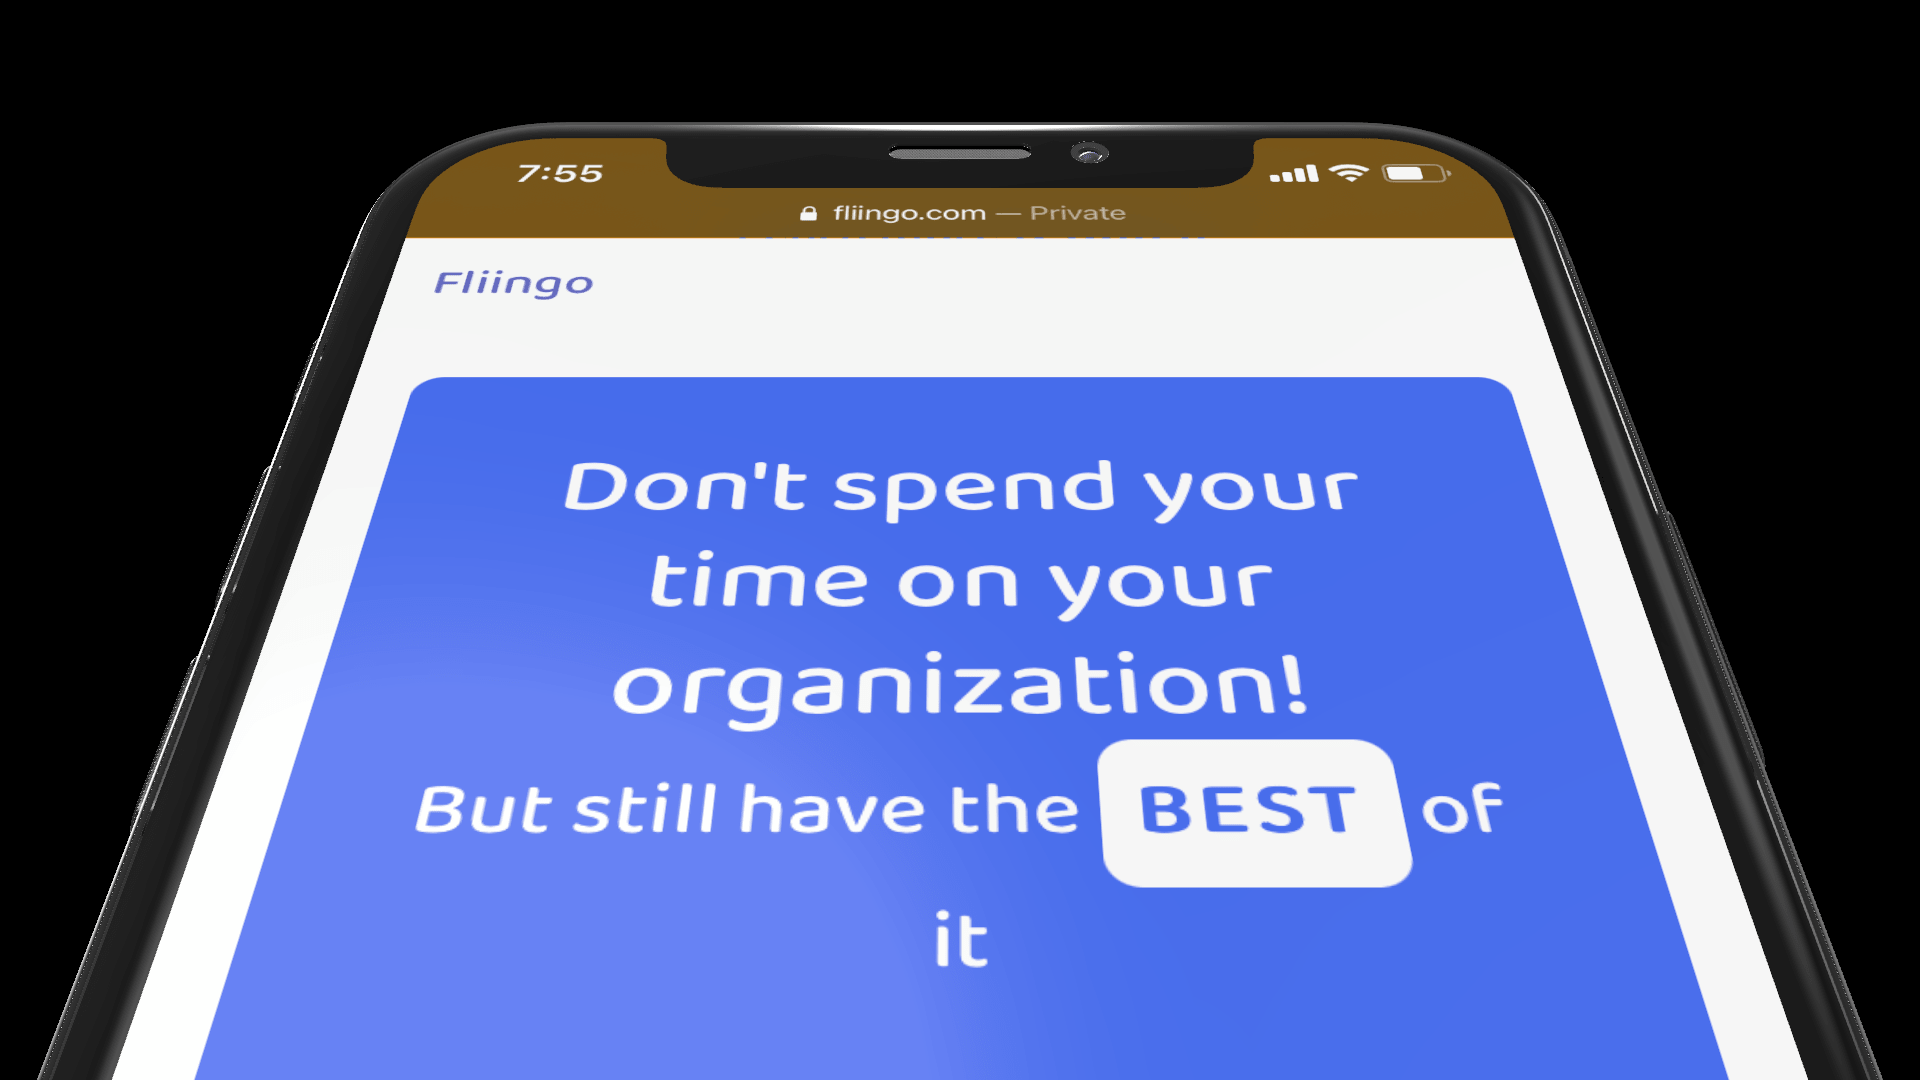 7:55
fliingo.com — Private
Fliingo
Don't spend your
time on your
organization!
But still have the BEST of
it